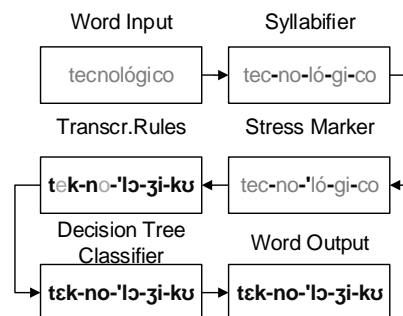 Word Input
Syllabifier
tecnológico
tec-no-ló-gi-co
Transcr.Rules
Stress Marker
tek-no-'lɔ-ʒi-kʊ
tec-no-'ló-gi-co
Decision Tree
Classifier
Word Output
tɛk-no-'lɔ-ʒi-kʊ
tɛk-no-'lɔ-ʒi-kʊ